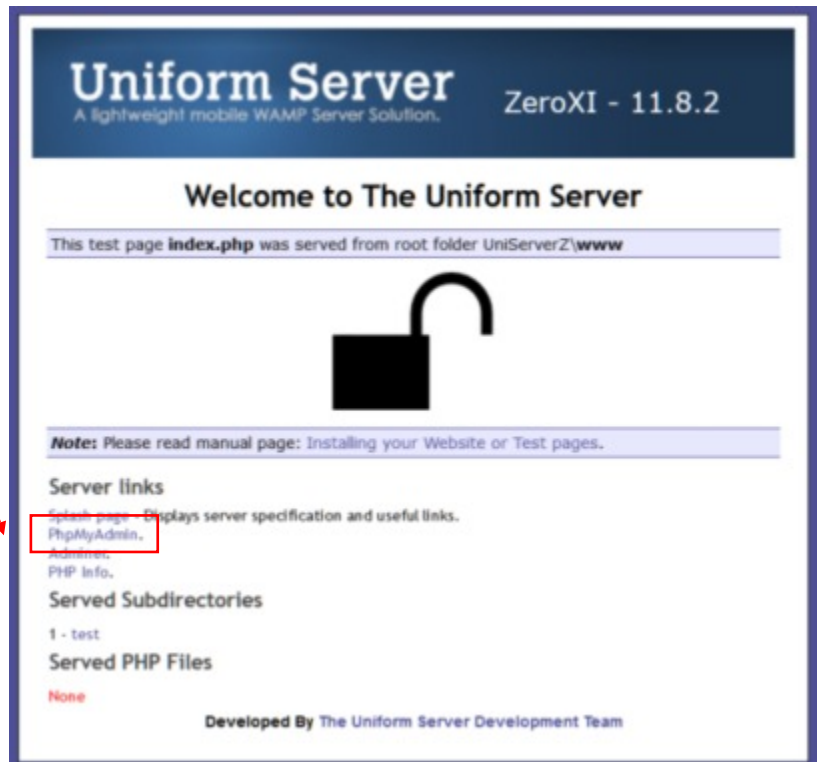 Uniform Server
A lightweight mobile WAMP Server Solution.
ZeroXI - 11.8.2
Welcome to The Uniform Server
This test page index.php was served from root folder UniServerZ\www
Note: Please read manual page: Installing your Website or Test pages.
Server links
Splash page - Displays server specification and useful links.
PhpMyAdmin.
Adminer.
PHP Info.
Served Subdirectories
1 - test
Served PHP Files
None
Developed By The Uniform Server Development Team